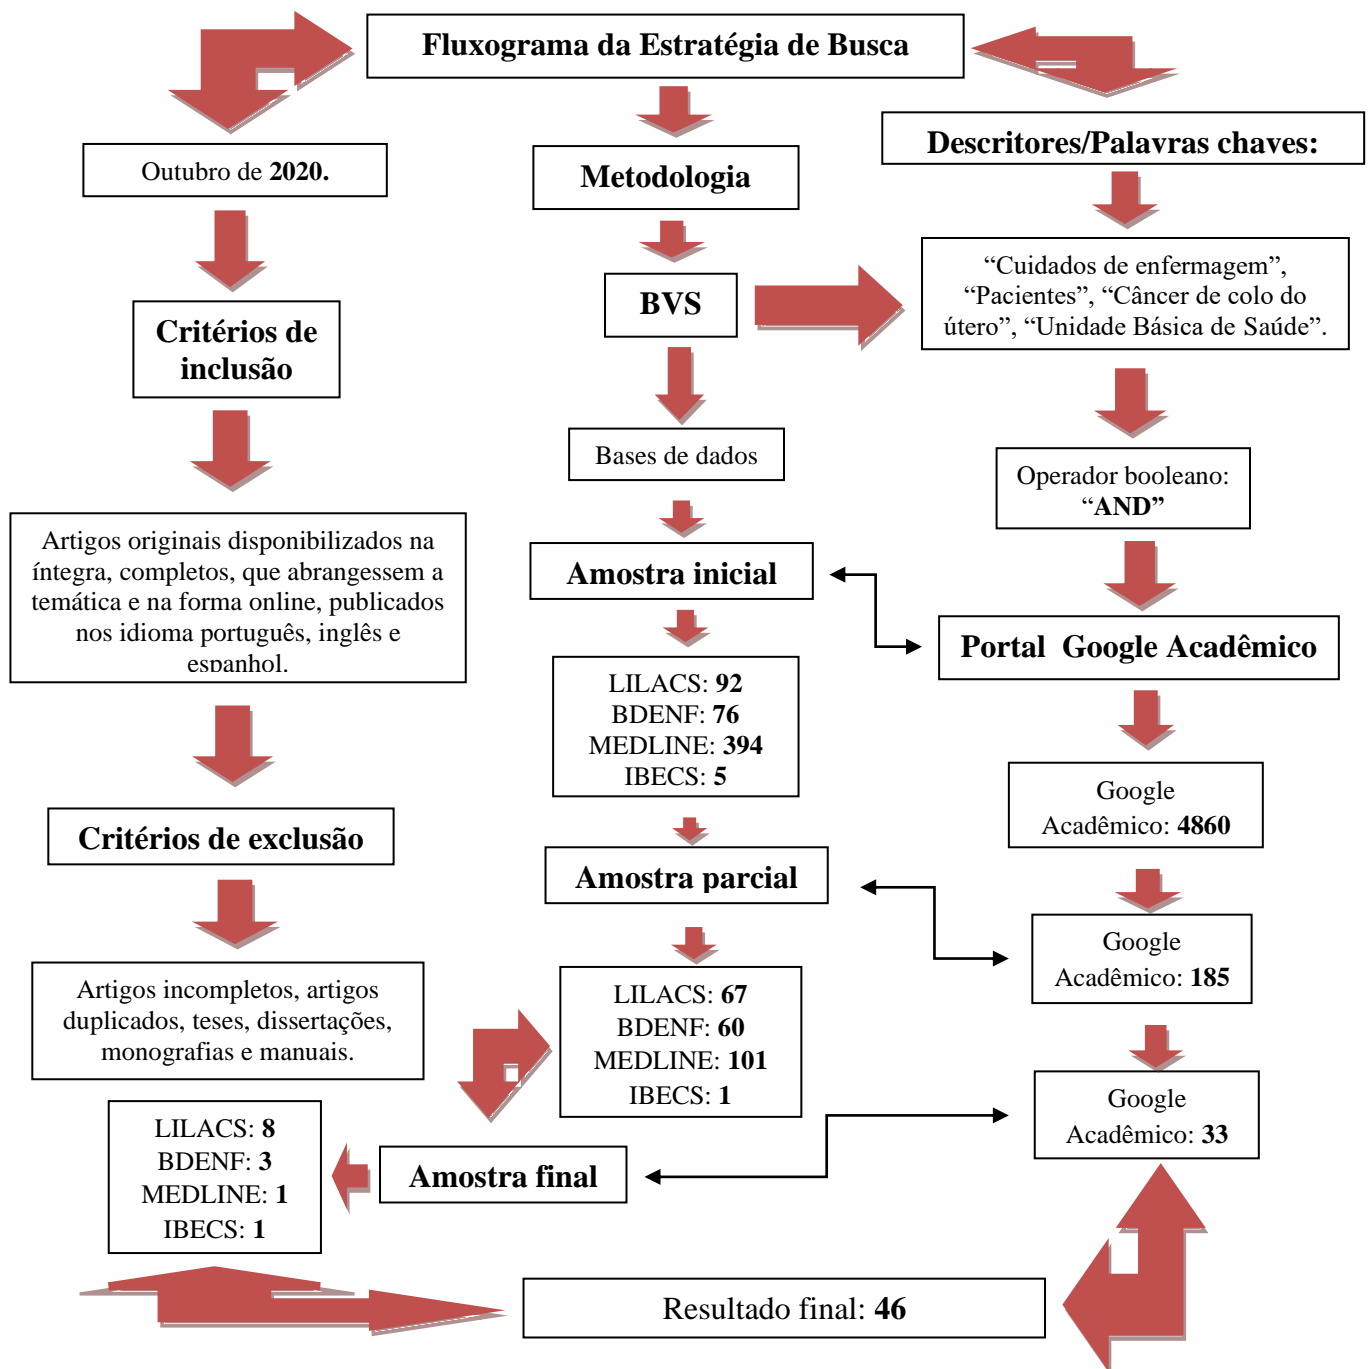 Fluxograma da Estratégia de Busca
Outubro de 2020.
Critérios de
inclusão
Artigos originais disponibilizados na
íntegra, completos, que abrangessem a
temática e na forma online, publicados
nos idioma português, inglês e
espanhol.
Critérios de exclusão
Artigos incompletos, artigos
duplicados, teses, dissertações,
monografias e manuais.
Metodologia
BVS
Bases de dados
Amostra inicial
LILACS: 92
BDENF: 76
MEDLINE: 394
IBECS: 5
Amostra parcial
LILACS: 67
BDENF: 60
MEDLINE: 101
IBECS: 1
Amostra final
LILACS: 8
BDENF: 3
MEDLINE: 1
IBECS: 1
Descritores/Palavras chaves:
“Cuidados de enfermagem”,
“Pacientes”, “Câncer de colo do
útero”, “Unidade Básica de Saúde”.
Operador booleano:
“AND”
Portal Google Acadêmico
Google
Acadêmico: 4860
Google
Acadêmico: 185
Google
Acadêmico: 33
Resultado final: 46